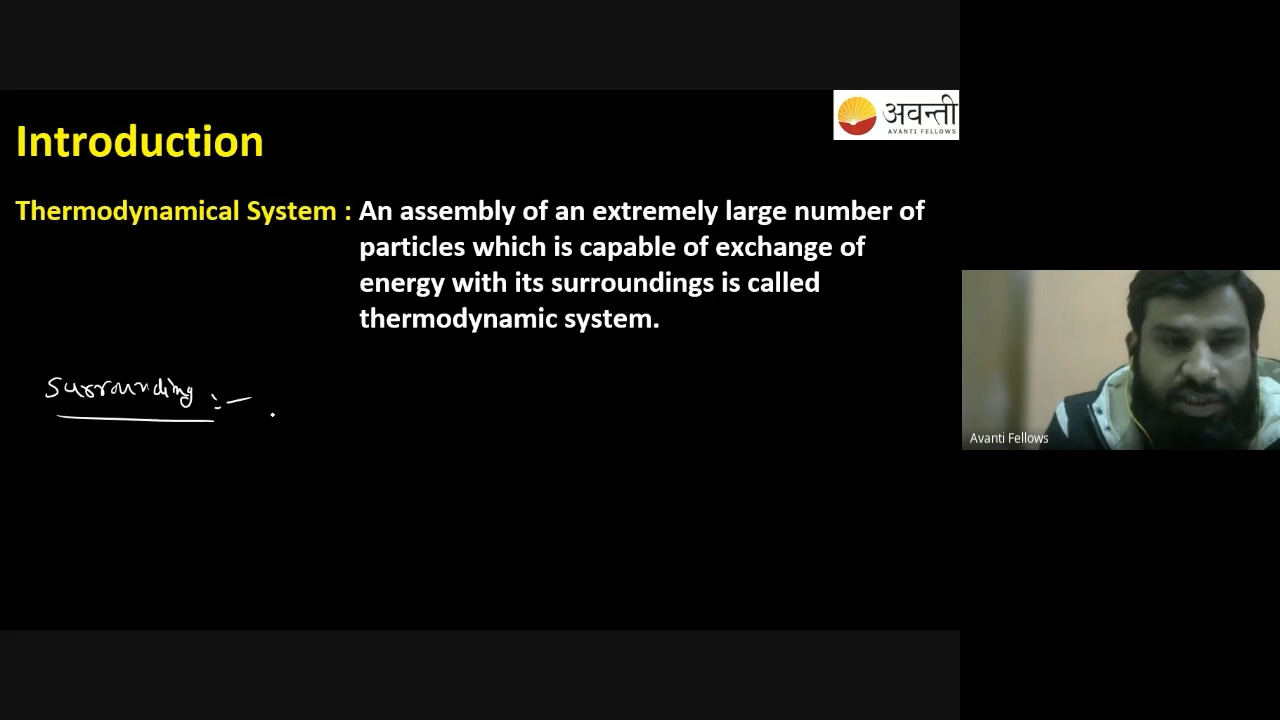 अवन्ती
AVANTI FELLOWS
Introduction
Thermodynamical System : An assembly of an extremely large number of
particles which is capable of exchange of
energy with its surroundings is called
thermodynamic system.
Surrounding :-
Avanti Fellows